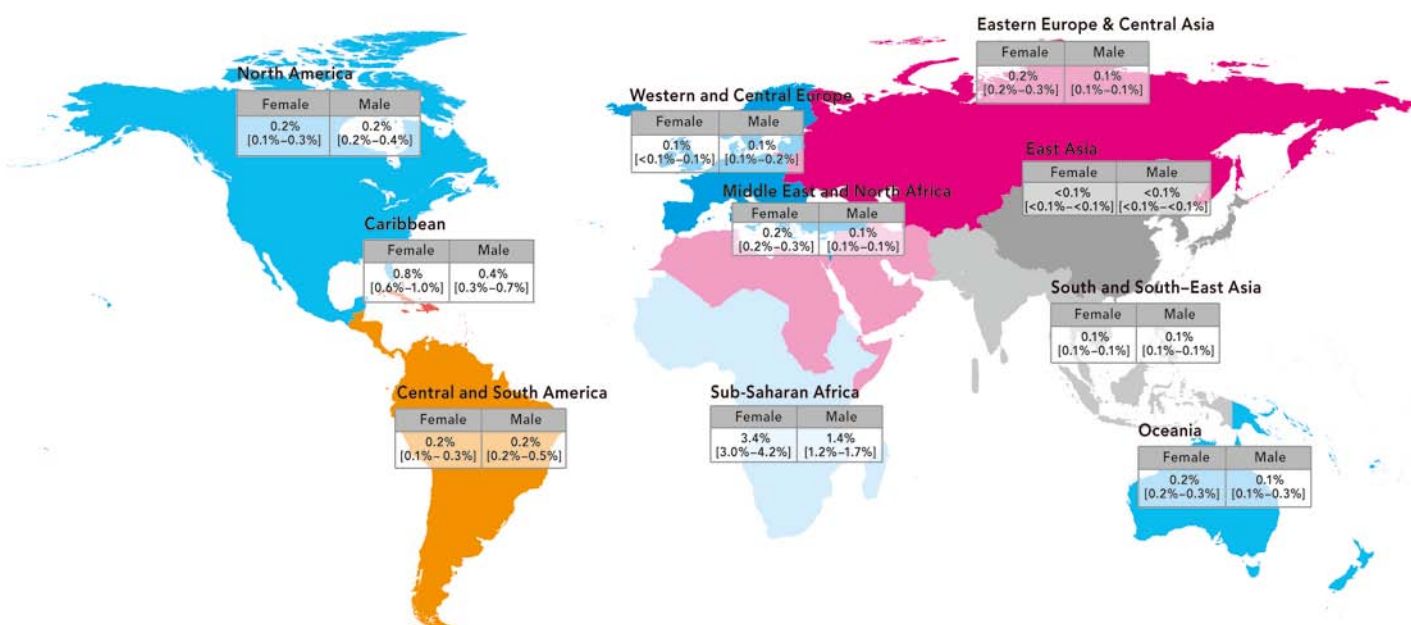 Eastern Europe & Central Asia
Female Male
0.2% 0.1%
[0.2%–0.3%] [0.1%–0.1%]
North America
Female Male
0.2% 0.2%
[0.1%–0.3%] [0.2%–0.4%]
Western and Central Europe
Female Male
0.1% 0.1%
[<0.1%–0.1%] [0.1%–0.2%]
East Asia
Female Male
<0.1% <0.1%
[<0.1%–<0.1%] [<0.1%–<0.1%]
Middle East and North Africa
Female Male
0.2% 0.1%
[0.2%–0.3%] [0.1%–0.1%]
Caribbean
Female Male
0.8% 0.4%
[0.6%–1.0%] [0.3%–0.7%]
South and South–East Asia
Female Male
0.1% 0.1%
[0.1%–0.1%] [0.1%–0.1%]
Central and South America
Female Male
0.2% 0.2%
[0.1%– 0.3%] [0.2%–0.5%]
Sub-Saharan Africa
Female Male
3.4% 1.4%
[3.0%–4.2%] [1.2%–1.7%]
Oceania
Female Male
0.2% 0.1%
[0.2%–0.3%] [0.1%–0.3%]